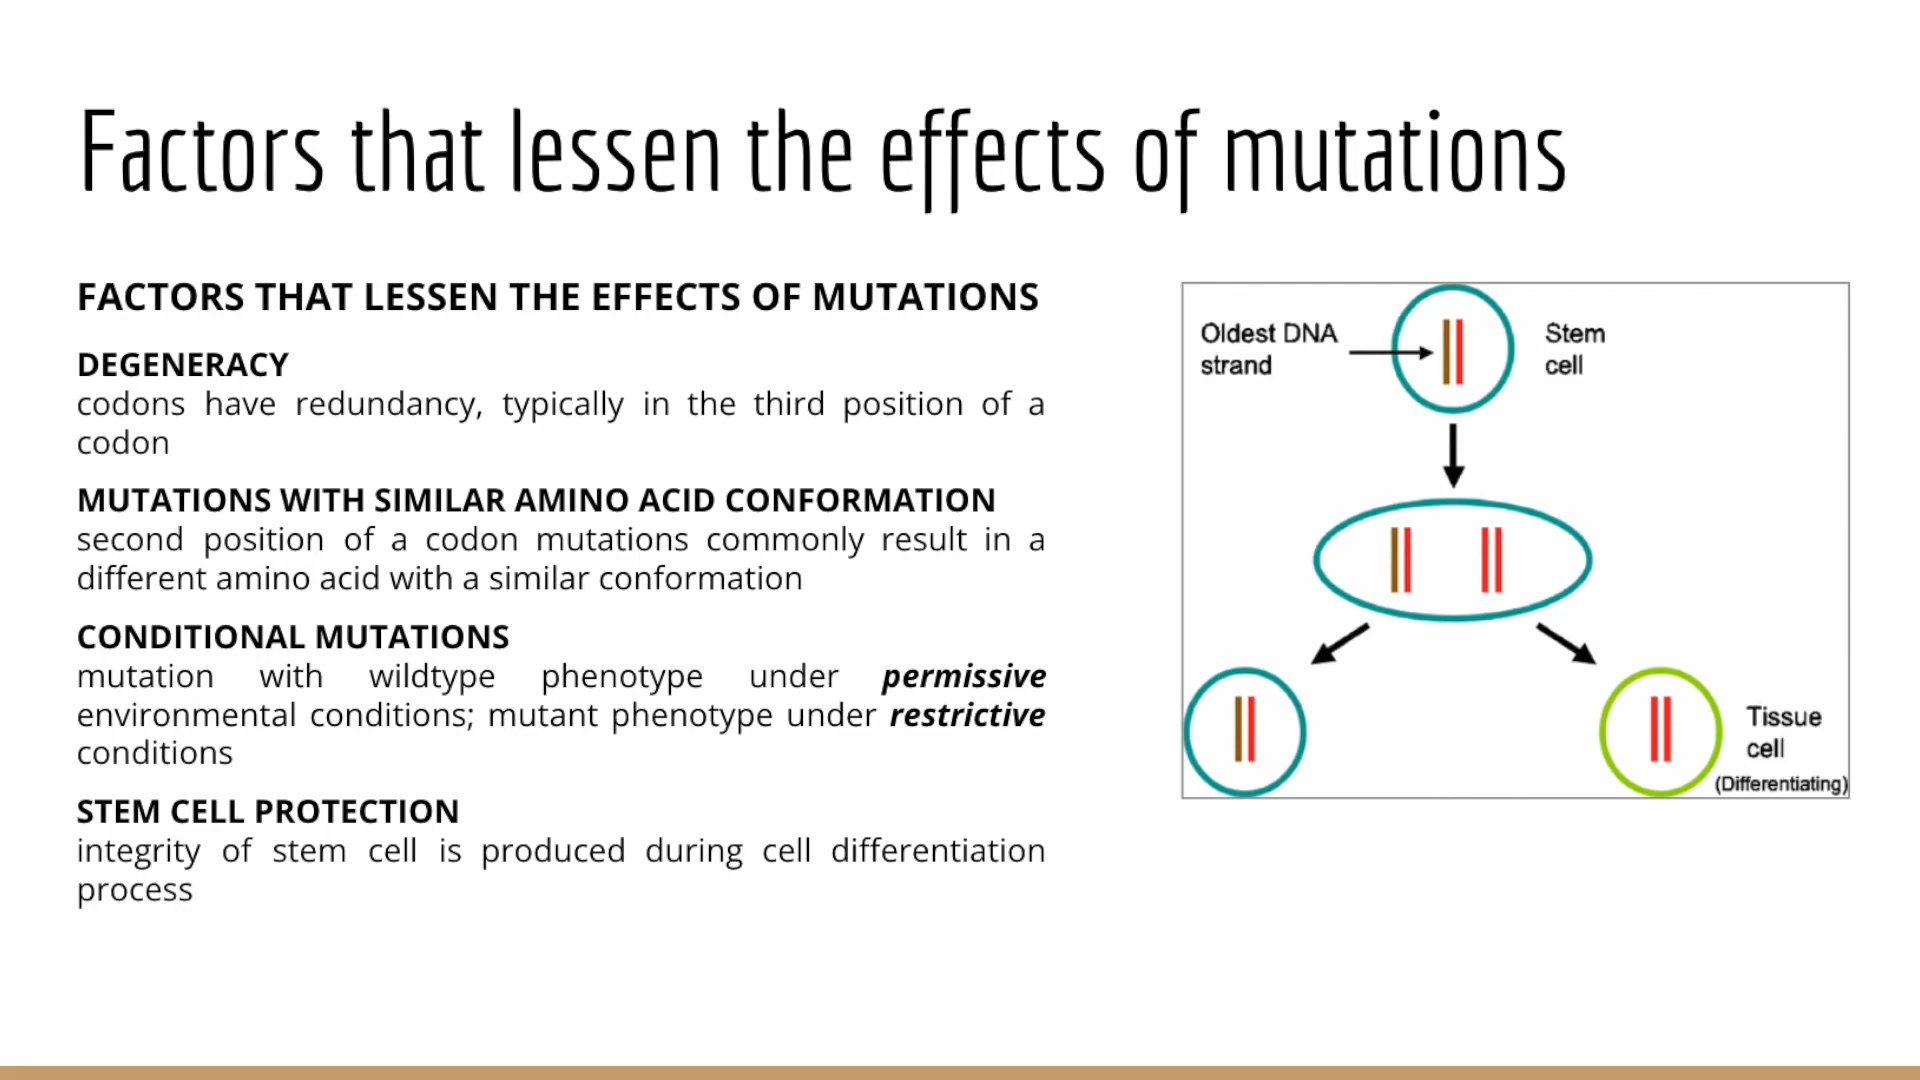 Factors that lessen the effects of mutations
FACTORS THAT LESSEN THE EFFECTS OF MUTATIONS
DEGENERACY
codons have redundancy, typically in the third position of a
codon
MUTATIONS WITH SIMILAR AMINO ACID CONFORMATION
second position of a codon mutations commonly result in a
different amino acid with a similar conformation
CONDITIONAL MUTATIONS
mutation with wildtype phenotype under permissive
environmental conditions; mutant phenotype under restrictive
conditions
STEM CELL PROTECTION
integrity of stem cell is produced during cell differentiation
process
Oldest DNA
strand
Stem
cell
Tissue
cell
(Differentiating)